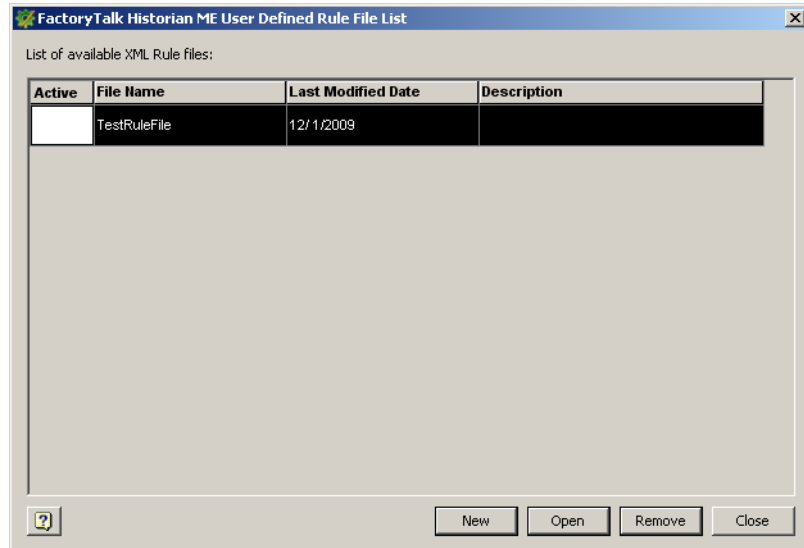 FactoryTalk Historian ME User Defined Rule File List
List of available XML Rule files:
Active File Name Last Modified Date Description
TestRuleFile 12/ 1/2009
? New Open Remove Close